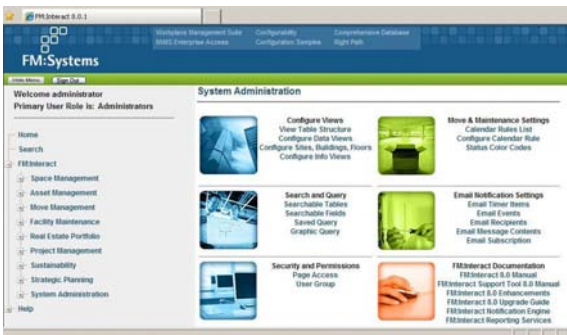 FM:Interact 8.0.1
Workplace Management Suite
Configurability
Comprehensive Database
Configuration Samples
Right Path
FM:Systems
Sign Out
Welcome administrator
Primary User Role is: Administrators
Home
Search
FM:Interact
Space Management
Asset Management
Move Management
Facility Maintenance
Real Estate Portfolio
Project Management
Sustainability
Strategic Planning
System Administration
Help
System Administration
Configure Views
View Table Structure
Configure Data Views
Configure Sites, Buildings, Floors
Configure Info Views
Move & Maintenance Settings
Calendar Rules List
Configure Calendar Rule
Status Color Codes
Search and Query
Searchable Tables
Searchable Fields
Saved Query
Graphic Query
Email Notification Settings
Email Timer Items
Email Events
Email Recipients
Email Message Contents
Email Subscription
Security and Permissions
Page Access
User Group
FM:Interact Documentation
FM:Interact 8.0 Manual
FM:Interact Support Tool 8.0 Manual
FM:Interact 8.0 Enhancements
FM:Interact 8.0 Upgrade Guide
FM:Interact Notification Engine
FM:Interact Reporting Services